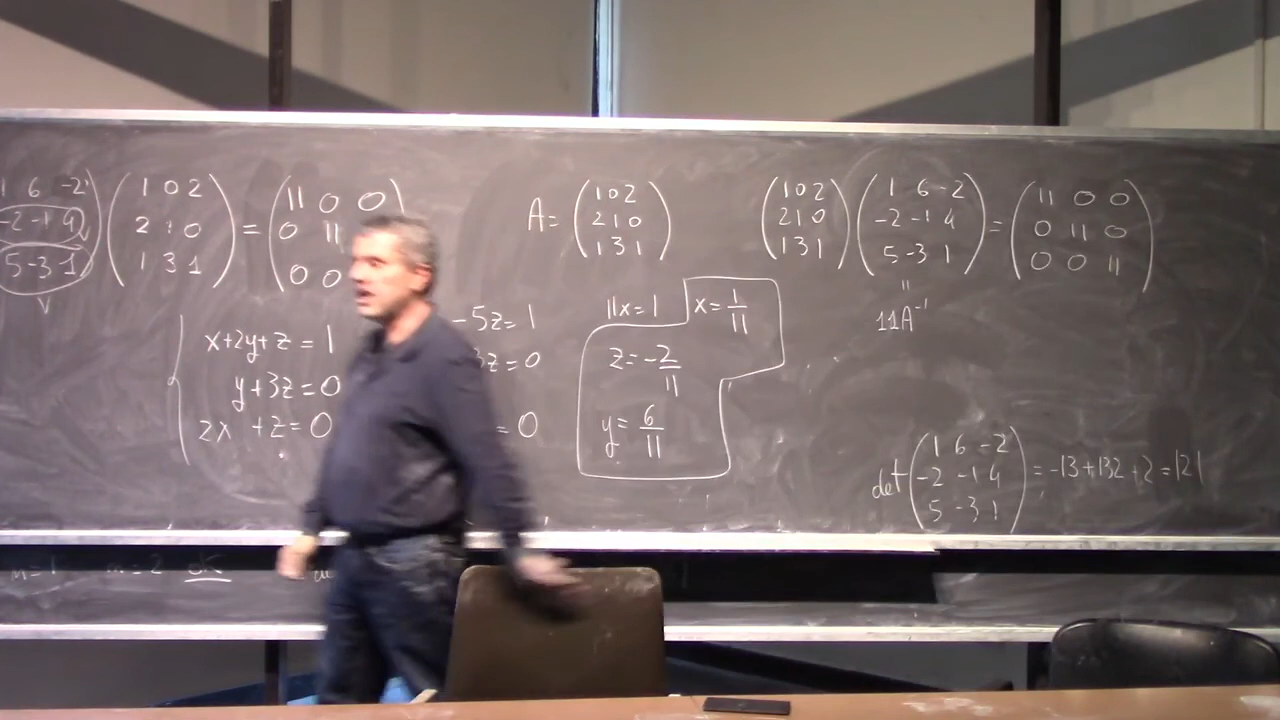 1 6 -2
-2 -1 4
5 -3 1
1 0 2
2 1 0
1 3 1
=
11 0 0
0 11
0 0
A=
1 0 2
2 1 0
1 3 1
1 0 2
2 1 0
1 3 1
1 6 -2
-2 -1 4
5 -3 1
=
11 0 0
0 11 0
0 0 11
"
11A⁻¹
x+2y+z=1
y+3z=0
2x +z=0
-5z=1
3z=0
=0
11x=1
x=1/11
z=-2/11
y=6/11
det
1 6 -2
-2 -1 4
5 -3 1
=-13+132+2=121
=2 ok